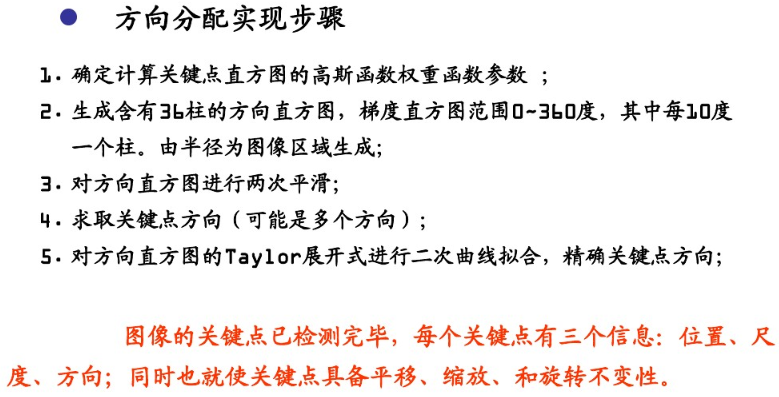 方向分配实现步骤
1. 确定计算关键点直方图的高斯函数权重函数参数 ；
2. 生成含有36柱的方向直方图，梯度直方图范围0~360度，其中每10度
一个柱。由半径为图像区域生成；
3. 对方向直方图进行两次平滑；
4. 求取关键点方向（可能是多个方向）；
5. 对方向直方图的Taylor展开式进行二次曲线拟合，精确关键点方向；
图像的关键点已检测完毕，每个关键点有三个信息：位置、尺
度、方向；同时也就使关键点具备平移、缩放、和旋转不变性。